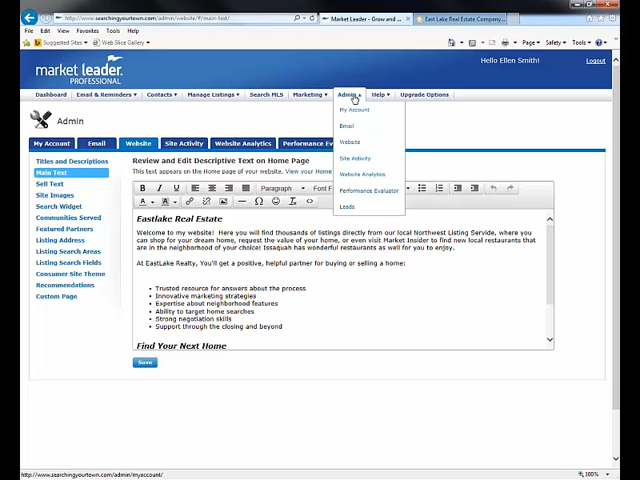 http://www.searchingyourtown.com/admin/website/#/main-text/
Market Leader - Grow and ...
East Lake Real Estate Company...
File Edit View Favorites Tools Help
Suggested Sites
Web Slice Gallery
Page
Safety
Tools
market leader
PROFESSIONAL
Hello Ellen Smith!
Logout
Dashboard
Email & Reminders
Contacts
Manage Listings
Search MLS
Marketing
Admin
Help
Upgrade Options
Admin
My Account
Email
Website
Site Activity
Website Analytics
Performance Evaluator
Leads
My Account
Email
Website
Site Activity
Website Analytics
Performance Ev
Titles and Descriptions
Main Text
Sell Text
Site Images
Search Widget
Communities Served
Featured Partners
Listing Address
Listing Search Areas
Listing Search Fields
Consumer Site Theme
Recommendations
Custom Page
Review and Edit Descriptive Text on Home Page
This text appears on the Home page of your website. View your Home
B I U
Paragraph
Font F
Eastlake Real Estate
Welcome to my website! Here you will find thousands of listings directly from our local Northwest Listing Service, where you
can shop for your dream home, request the value of your home, or even visit Market Insider to find new local restaurants that
are in the neighborhood of your choice! Issaquah has wonderful restaurants as well for you to enjoy.
At EastLake Realty, You'll get a positive, helpful partner for buying or selling a home:
• Trusted resource for answers about the process
• Innovative marketing strategies
• Expertise about neighborhood features
• Ability to target home searches
• Strong negotiation skills
• Support through the closing and beyond
Find Your Next Home
Save
http://www.searchingyourtown.com/admin/myaccount/
100%